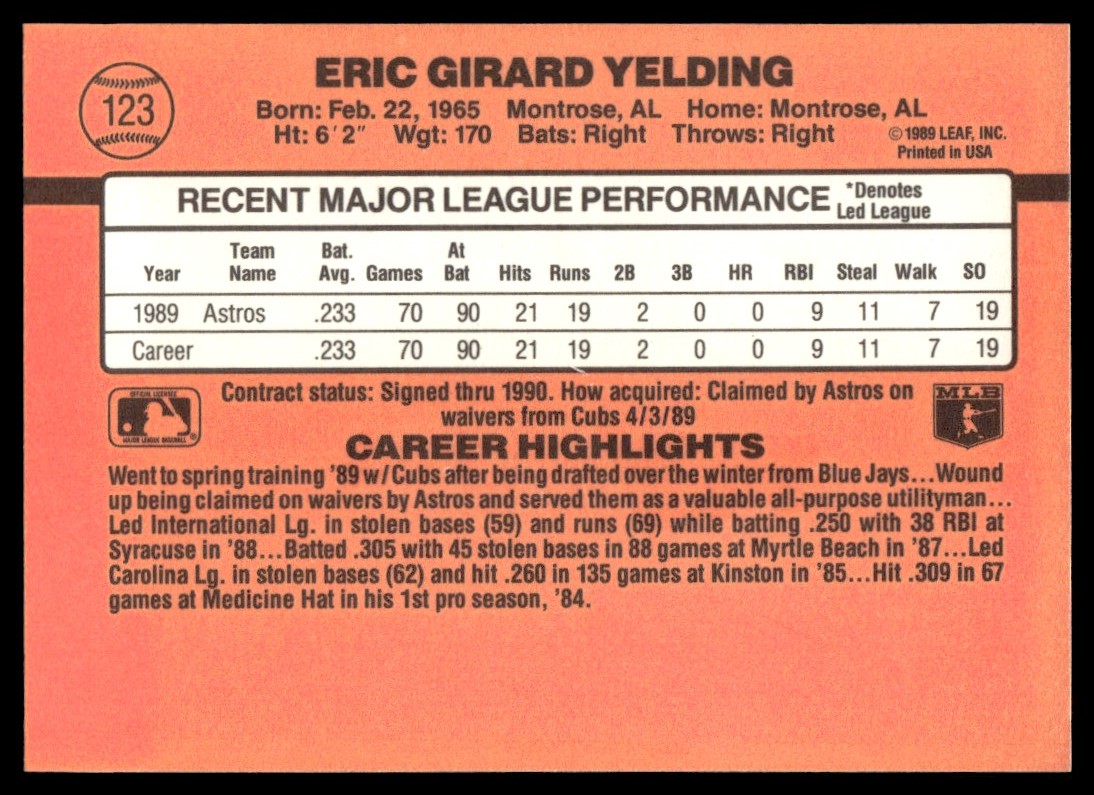 ERIC GIRARD YELDING
123
Born: Feb. 22, 1965 Montrose, AL Home: Montrose, AL
Ht: 6'2" Wgt: 170 Bats: Right Throws: Right
©1989 LEAF, INC.
Printed in USA
RECENT MAJOR LEAGUE PERFORMANCE *Denotes Led League
Year Team Name Bat. Avg. Games At Bat Hits Runs 2B 3B HR RBI Steal Walk SO
1989 Astros .233 70 90 21 19 2 0 0 9 11 7 19
Career .233 70 90 21 19 2 0 0 9 11 7 19
OFFICIAL LICENSEE
MAJOR LEAGUE BASEBALL
Contract status: Signed thru 1990. How acquired: Claimed by Astros on
waivers from Cubs 4/3/89
MLB
CAREER HIGHLIGHTS
Went to spring training '89 w/Cubs after being drafted over the winter from Blue Jays...Wound
up being claimed on waivers by Astros and served them as a valuable all-purpose utilityman...
Led International Lg. in stolen bases (59) and runs (69) while batting .250 with 38 RBI at
Syracuse in '88...Batted .305 with 45 stolen bases in 88 games at Myrtle Beach in '87...Led
Carolina Lg. in stolen bases (62) and hit .260 in 135 games at Kinston in '85...Hit .309 in 67
games at Medicine Hat in his 1st pro season, '84.